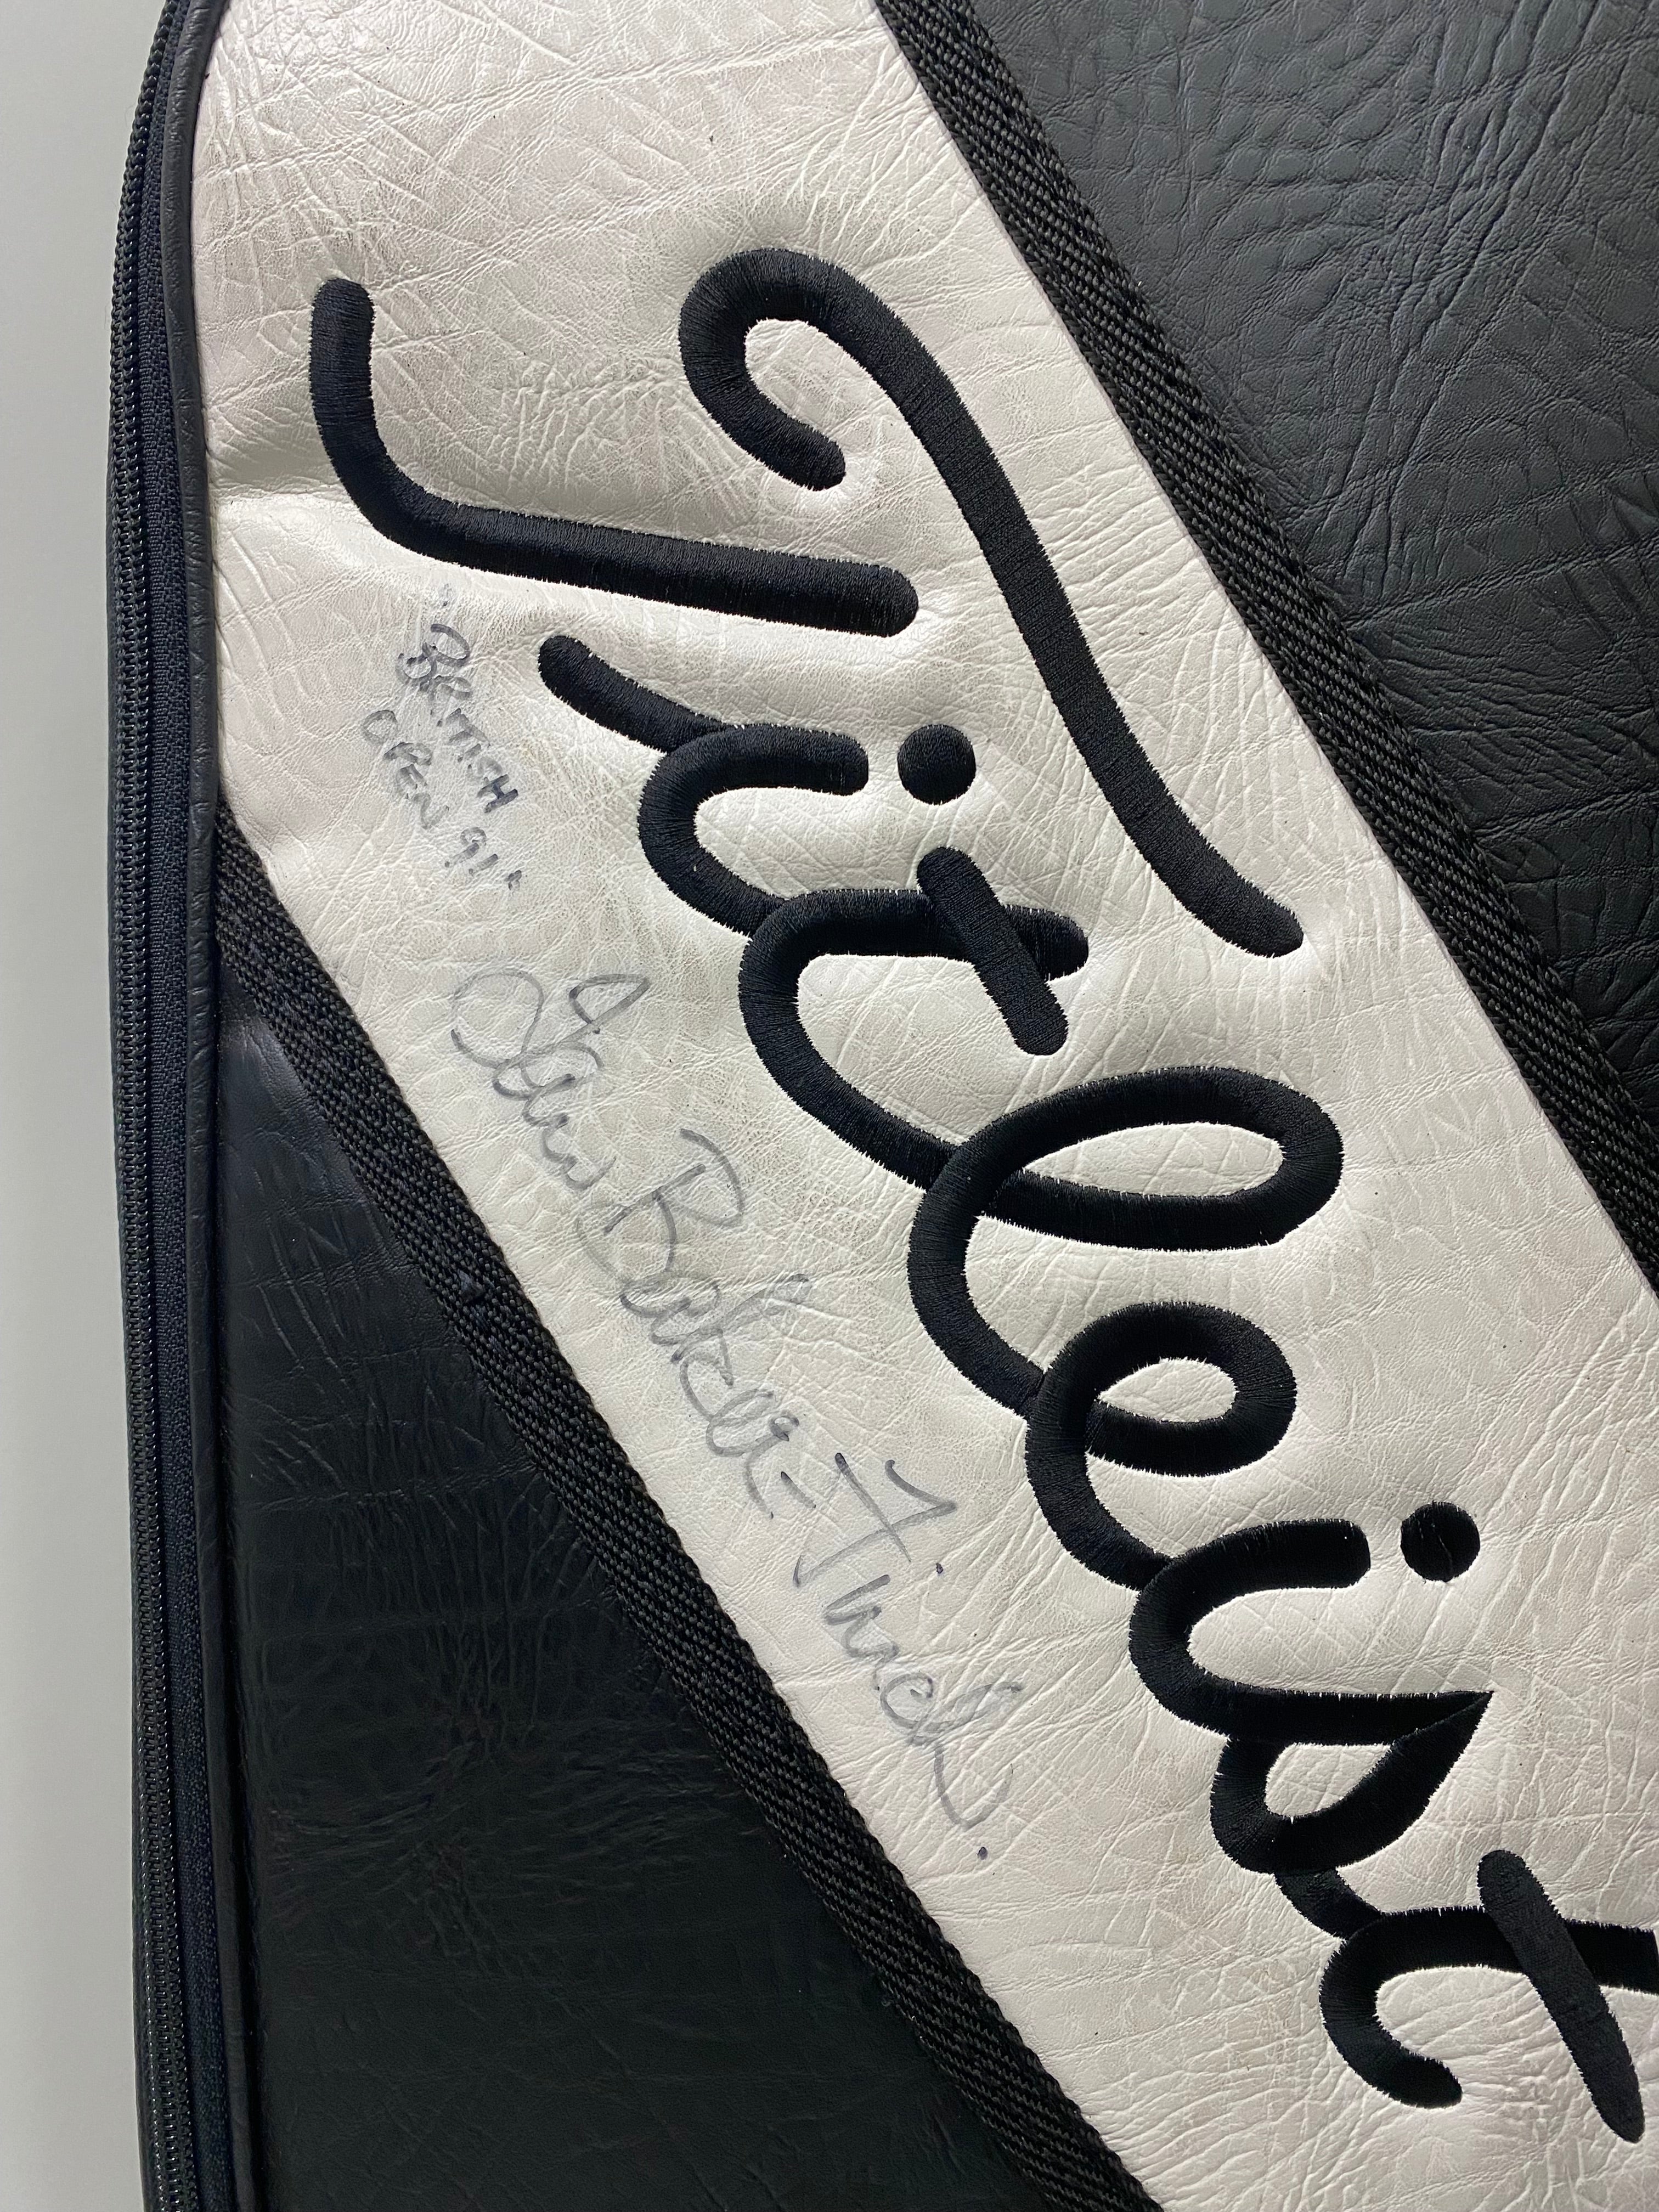 Titleist
"BRITISH
OPEN 91"
Ian Baker-Finch.